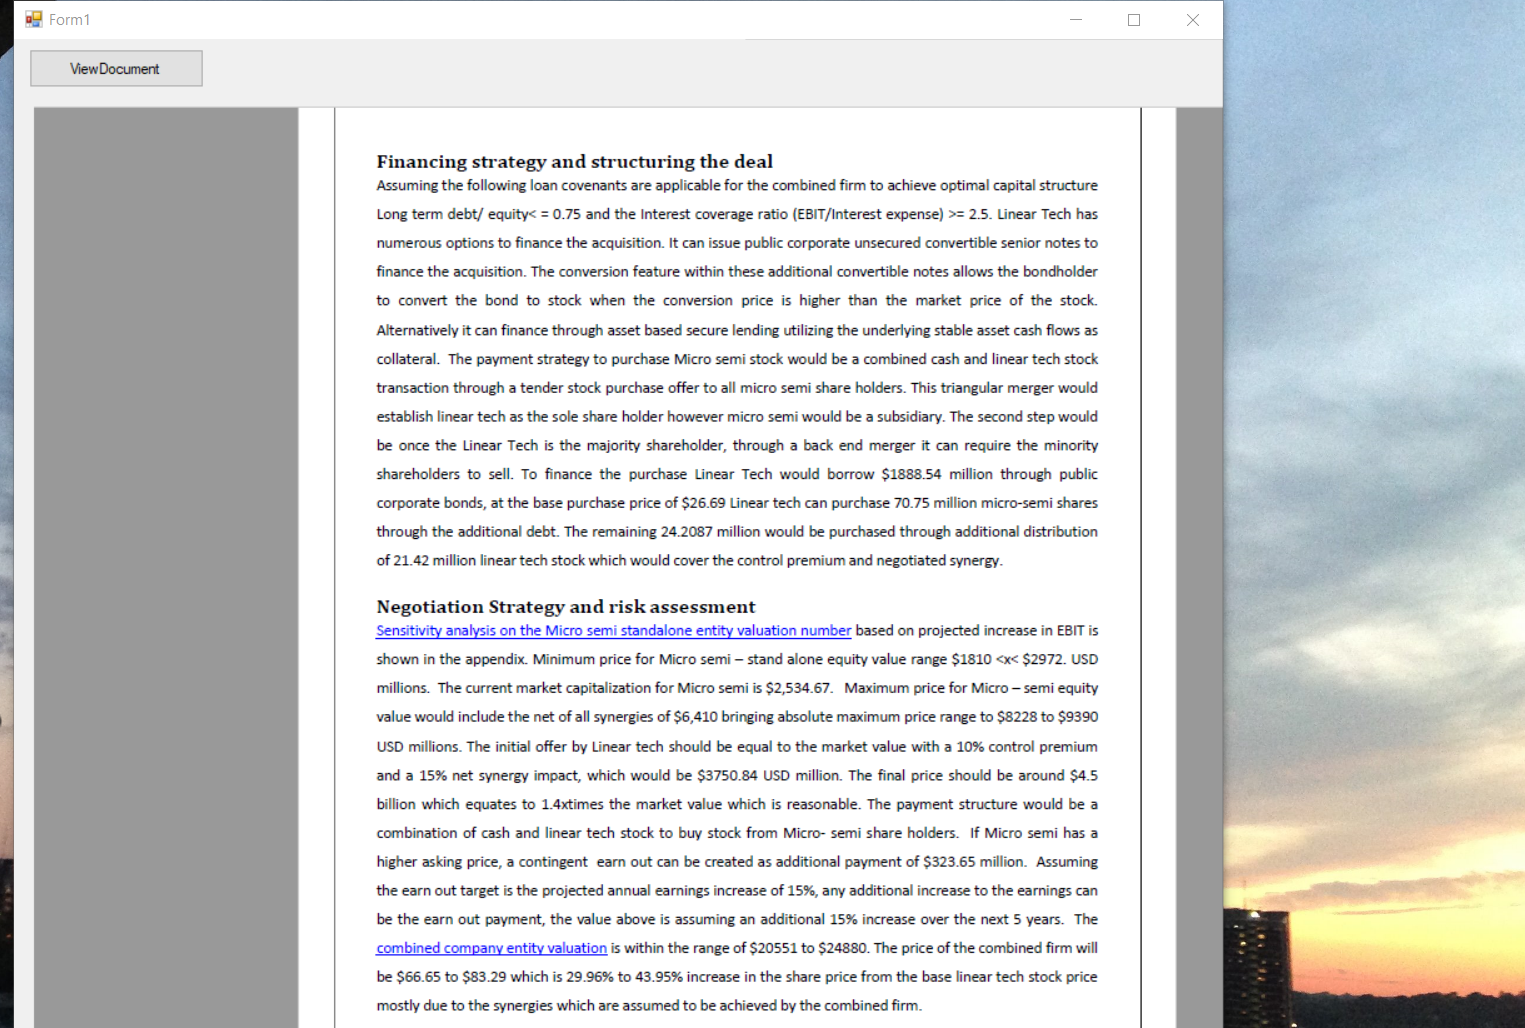 Form1
ViewDocument
Financing strategy and structuring the deal
Assuming the following loan covenants are applicable for the combined firm to achieve optimal capital structure
Long term debt/ equity< = 0.75 and the Interest coverage ratio (EBIT/Interest expense) >= 2.5. Linear Tech has
numerous options to finance the acquisition. It can issue public corporate unsecured convertible senior notes to
finance the acquisition. The conversion feature within these additional convertible notes allows the bondholder
to convert the bond to stock when the conversion price is higher than the market price of the stock.
Alternatively it can finance through asset based secure lending utilizing the underlying stable asset cash flows as
collateral. The payment strategy to purchase Micro semi stock would be a combined cash and linear tech stock
transaction through a tender stock purchase offer to all micro semi share holders. This triangular merger would
establish linear tech as the sole share holder however micro semi would be a subsidiary. The second step would
be once the Linear Tech is the majority shareholder, through a back end merger it can require the minority
shareholders to sell. To finance the purchase Linear Tech would borrow $1888.54 million through public
corporate bonds, at the base purchase price of $26.69 Linear tech can purchase 70.75 million micro-semi shares
through the additional debt. The remaining 24.2087 million would be purchased through additional distribution
of 21.42 million linear tech stock which would cover the control premium and negotiated synergy.
Negotiation Strategy and risk assessment
Sensitivity analysis on the Micro semi standalone entity valuation number based on projected increase in EBIT is
shown in the appendix. Minimum price for Micro semi – stand alone equity value range $1810 <x< $2972. USD
millions. The current market capitalization for Micro semi is $2,534.67. Maximum price for Micro – semi equity
value would include the net of all synergies of $6,410 bringing absolute maximum price range to $8228 to $9390
USD millions. The initial offer by Linear tech should be equal to the market value with a 10% control premium
and a 15% net synergy impact, which would be $3750.84 USD million. The final price should be around $4.5
billion which equates to 1.4xtimes the market value which is reasonable. The payment structure would be a
combination of cash and linear tech stock to buy stock from Micro- semi share holders. If Micro semi has a
higher asking price, a contingent earn out can be created as additional payment of $323.65 million. Assuming
the earn out target is the projected annual earnings increase of 15%, any additional increase to the earnings can
be the earn out payment, the value above is assuming an additional 15% increase over the next 5 years. The
combined company entity valuation is within the range of $20551 to $24880. The price of the combined firm will
be $66.65 to $83.29 which is 29.96% to 43.95% increase in the share price from the base linear tech stock price
mostly due to the synergies which are assumed to be achieved by the combined firm.